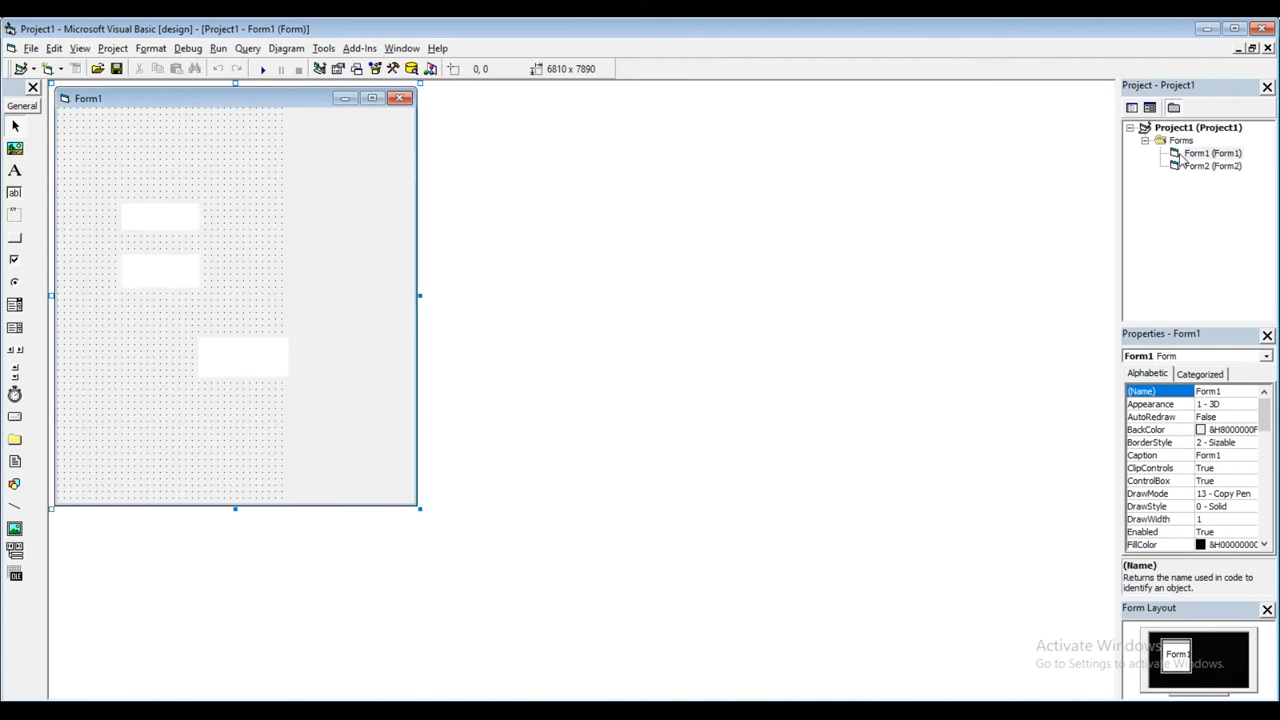 Project1 - Microsoft Visual Basic [design] - [Project1 - Form1 (Form)]
File Edit View Project Format Debug Run Query Diagram Tools Add-Ins Window Help
0, 0 6810 x 7890
General
A
ab|
OLE
Form1
Project - Project1
Project1 (Project1)
Forms
Form1 (Form1)
Form2 (Form2)
Properties - Form1
Form1 Form
Alphabetic Categorized
(Name) Form1
Appearance 1 - 3D
AutoRedraw False
BackColor &H8000000F
BorderStyle 2 - Sizable
Caption Form1
ClipControls True
ControlBox True
DrawMode 13 - Copy Pen
DrawStyle 0 - Solid
DrawWidth 1
Enabled True
FillColor &H0000000C
(Name)
Returns the name used in code to
identify an object.
Form Layout
Form1
Activate Windows
Go to Settings to activate Windows.